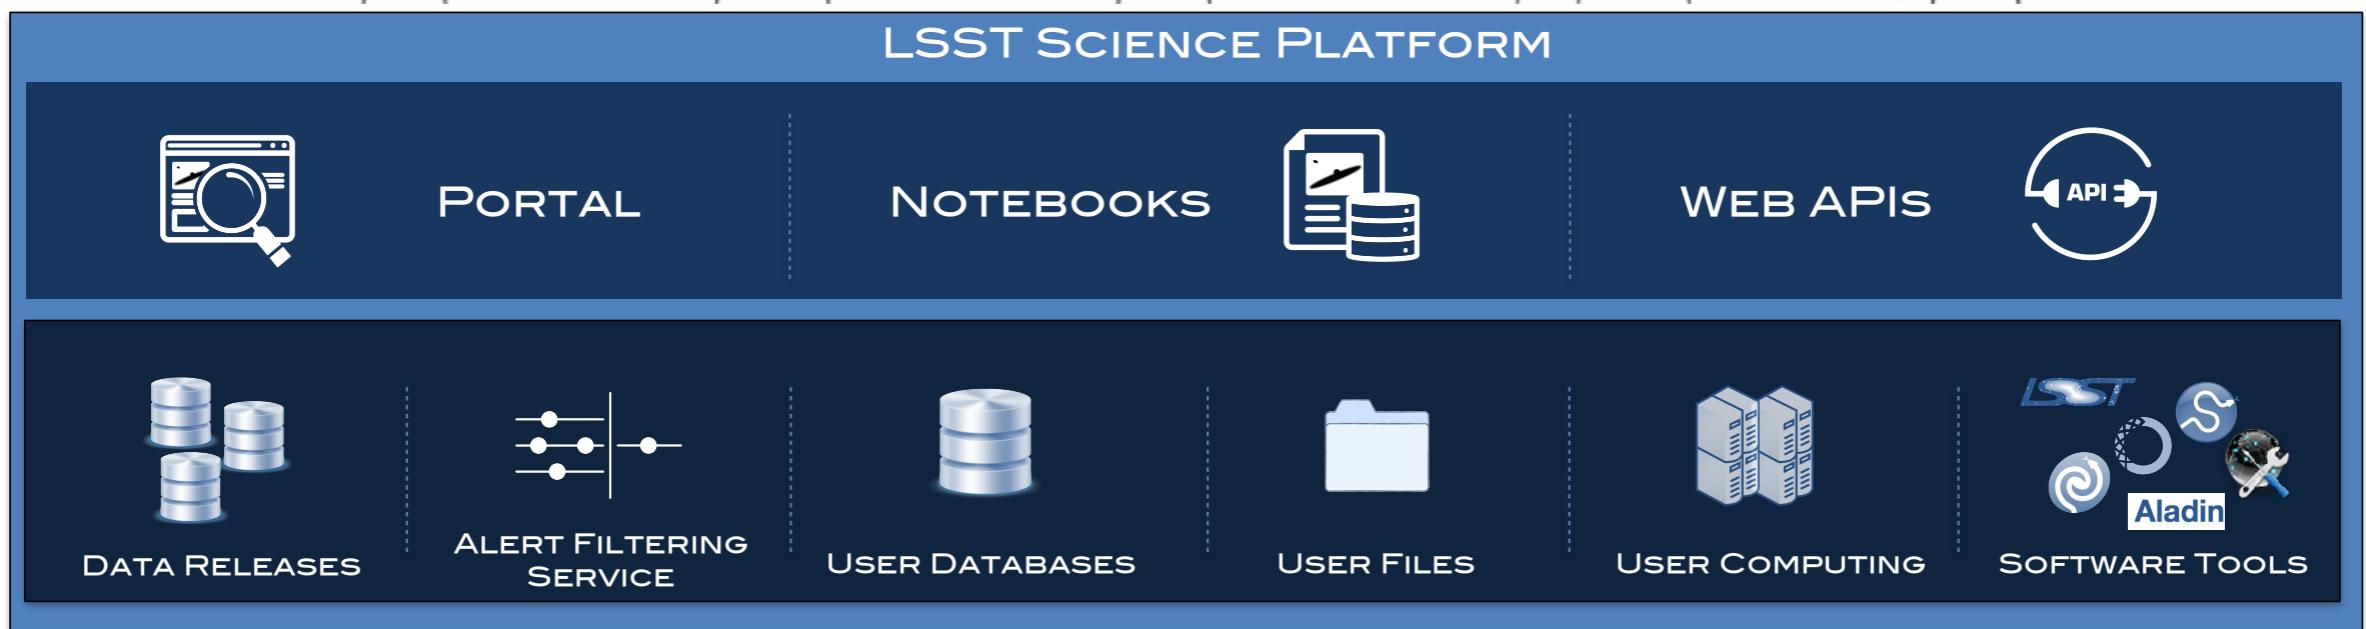 LSST SCIENCE PLATFORM
PORTAL
NOTEBOOKS
WEB APIS
API
DATA RELEASES
ALERT FILTERING
SERVICE
USER DATABASES
USER FILES
USER COMPUTING
LSST
Aladin
SOFTWARE TOOLS